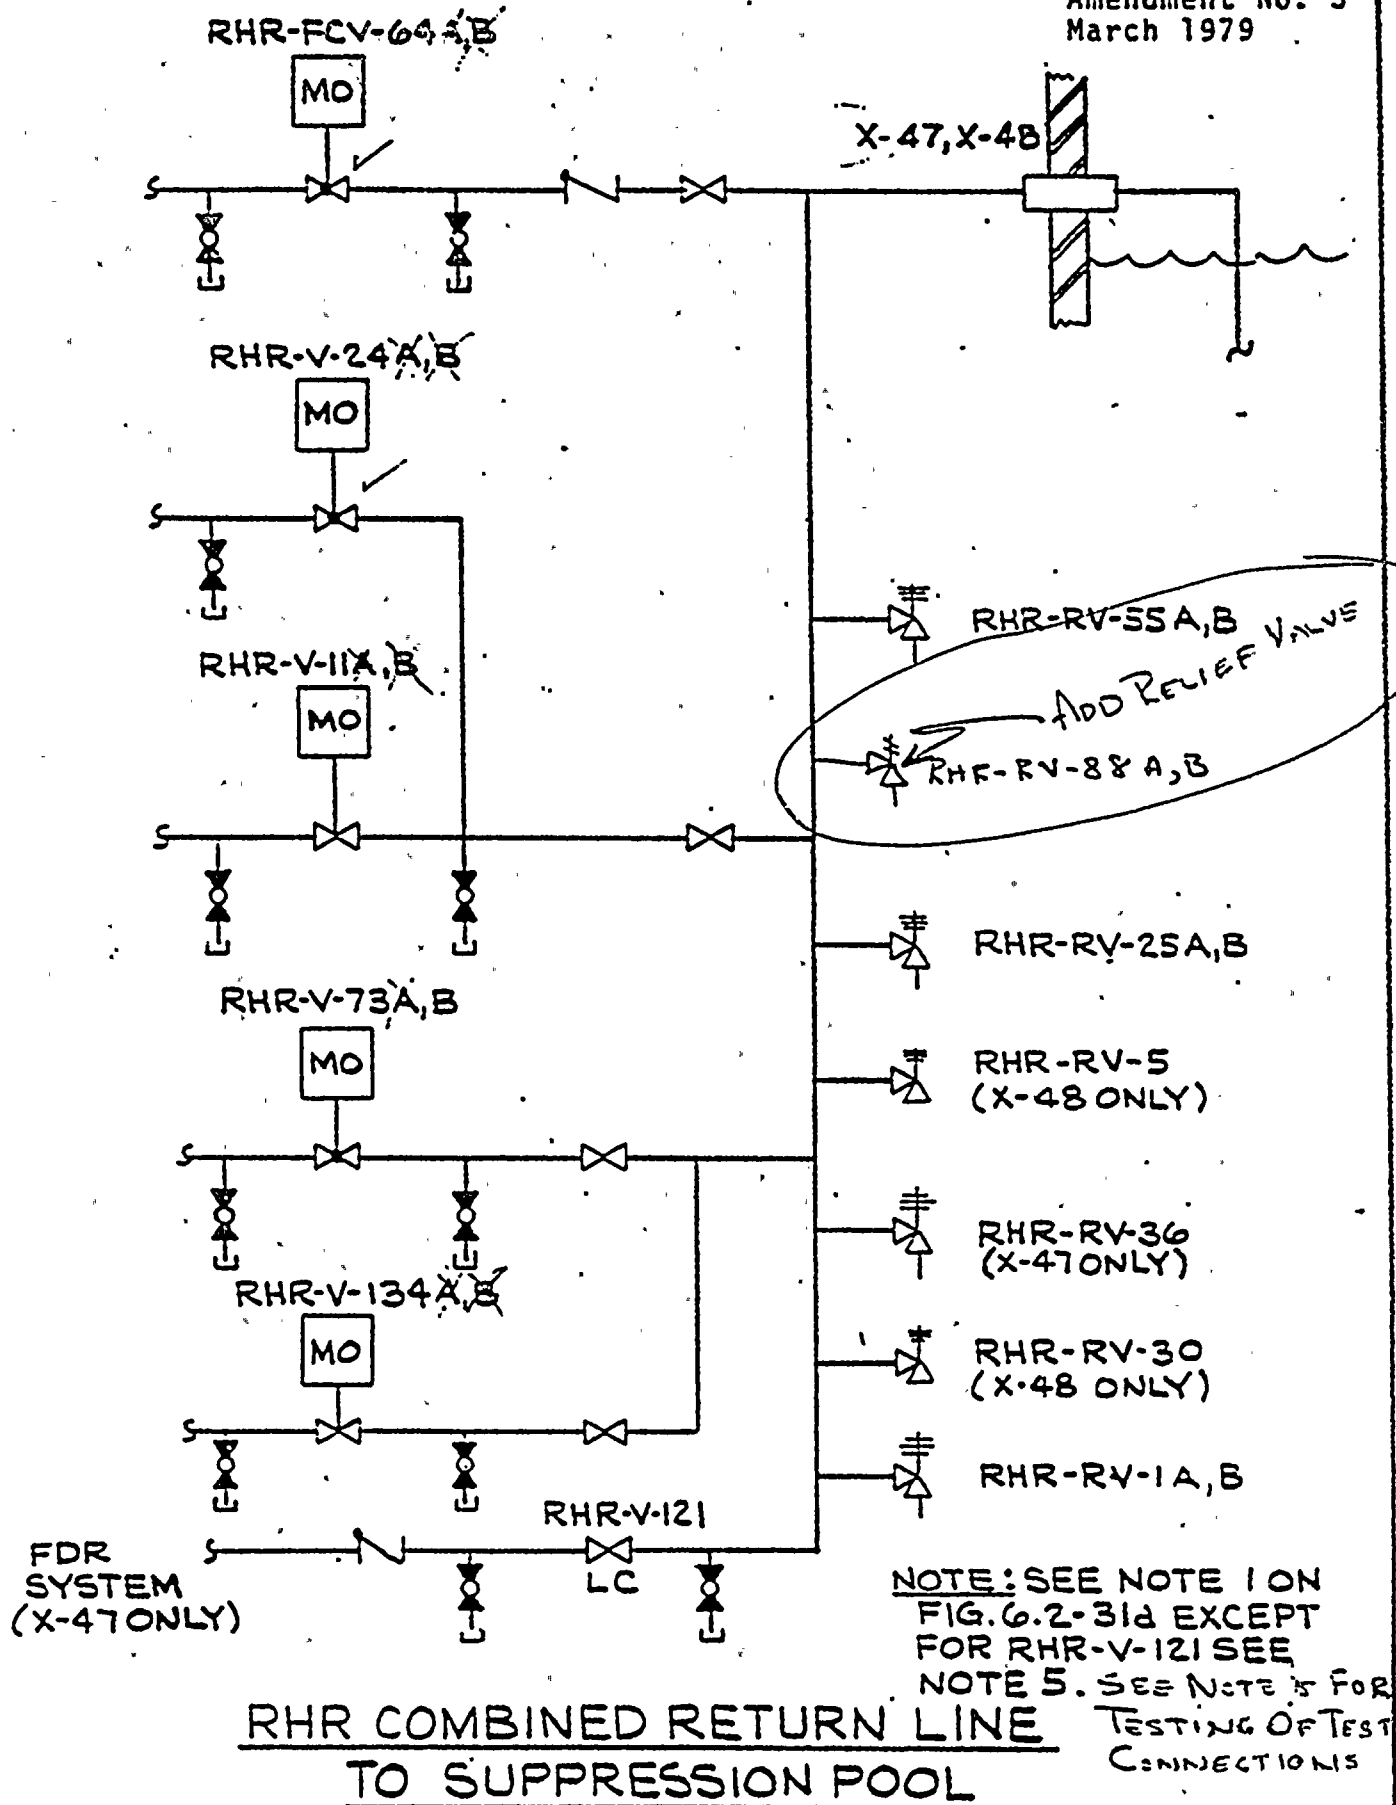 Amendment No. 3
March 1979
RHR-FCV-64A,B
MO
X-47, X-48
RHR-V-24A,B
MO
RHR-RV-55A,B
ADD RELIEF VALVE
RHR-V-11A,B
MO
RHR-RV-88A,B
RHR-RV-25A,B
RHR-V-73A,B
MO
RHR-RV-5
(X-48 ONLY)
RHR-RV-36
(X-47 ONLY)
RHR-V-134A,B
MO
RHR-RV-30
(X-48 ONLY)
RHR-RV-1A,B
RHR-V-121
LC
FDR
SYSTEM
(X-47 ONLY)
NOTE: SEE NOTE 1 ON
FIG. 6.2-31d EXCEPT
FOR RHR-V-121 SEE
NOTE 5. SEE NOTE 5 FOR
TESTING OF TEST
CONNECTIONS
RHR COMBINED RETURN LINE
TO SUPPRESSION POOL